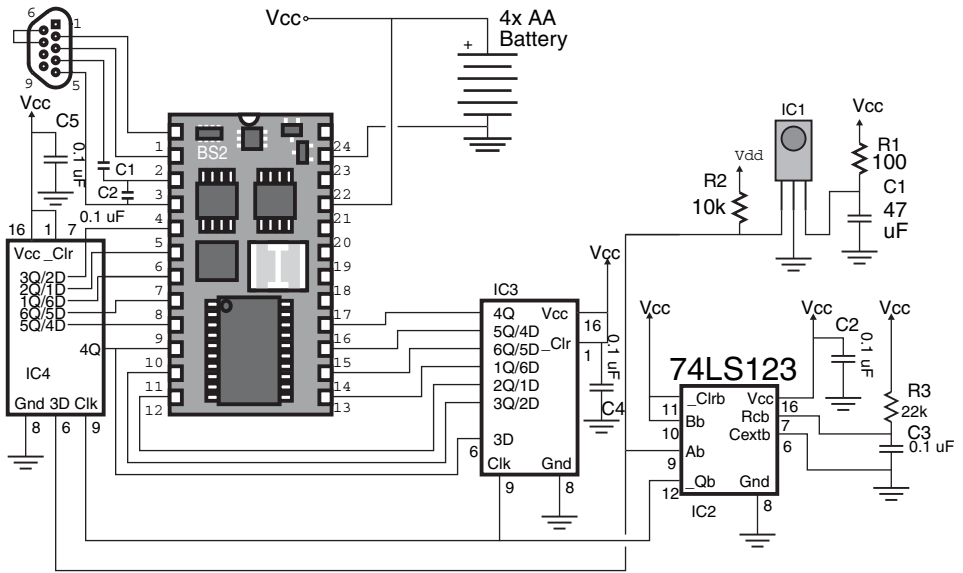 6
1
9
5
Vcc
4x AA
Battery
+
Vcc
C5
0.1 uF
C1
C2
0.1 uF
BS2
1
2
3
4
5
6
7
8
9
10
11
12
24
23
22
21
20
19
18
17
16
15
14
13
16 1 7
Vcc _Clr
3Q/2D
2Q/1D
1Q/6D
6Q/5D
5Q/4D
4Q
IC4
Gnd 3D Clk
8 6 9
IC3
4Q Vcc
5Q/4D
6Q/5D _Clr
1Q/6D
2Q/1D
3Q/2D
3D
Clk Gnd
6
9
8
16
1
Vcc
0.1 uF
C4
IC1
Vdd
R2
10k
Vcc
R1
100
C1
47
uF
Vcc
Vcc
Vcc
74LS123
_Clrb Vcc
Bb Rcb
Cextb
Ab
_Qb Gnd
11
10
9
12
16
7
6
8
IC2
C2
0.1 uF
R3
22k
C3
0.1 uF